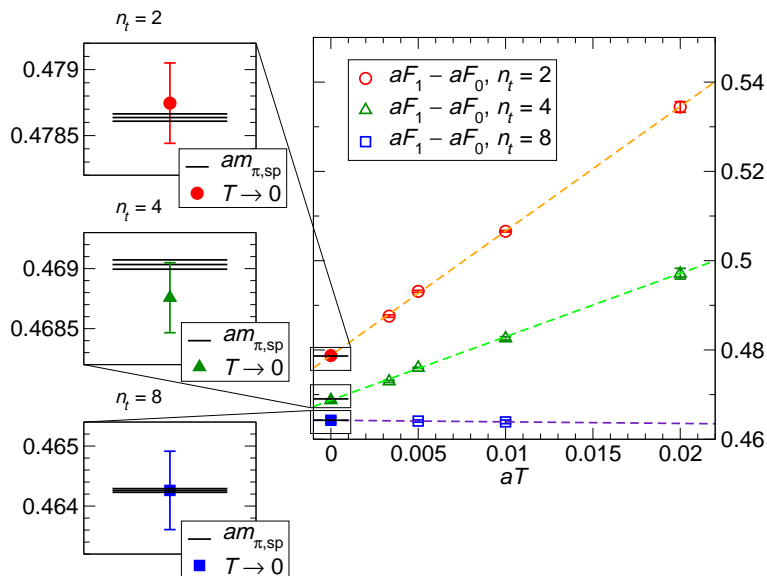 n_t = 2
0.479
0.4785
am_π,sp
T → 0
n_t = 4
0.469
0.4685
am_π,sp
T → 0
n_t = 8
0.465
0.464
am_π,sp
T → 0
aF_1 − aF_0, n_t = 2
aF_1 − aF_0, n_t = 4
aF_1 − aF_0, n_t = 8
0.54
0.52
0.5
0.48
0.46
0 0.005 0.01 0.015 0.02
aT